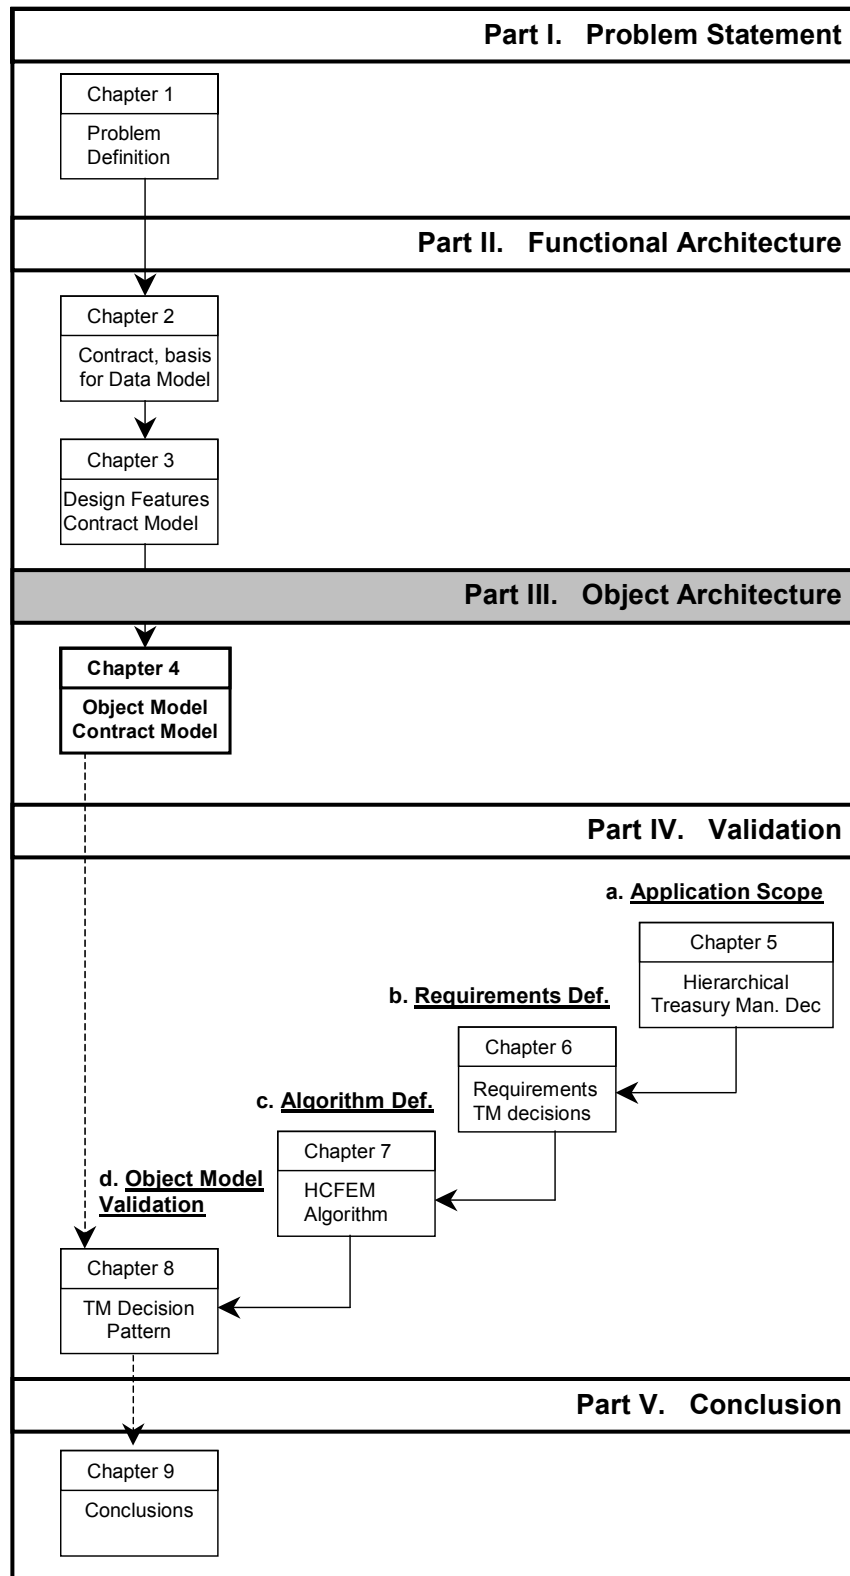 Part I. Problem Statement
Chapter 1
Problem
Definition
Part II. Functional Architecture
Chapter 2
Contract, basis
for Data Model
Chapter 3
Design Features
Contract Model
Part III. Object Architecture
Chapter 4
Object Model
Contract Model
Part IV. Validation
a. Application Scope
Chapter 5
Hierarchical
Treasury Man. Dec
b. Requirements Def.
Chapter 6
Requirements
TM decisions
c. Algorithm Def.
Chapter 7
HCFEM
Algorithm
d. Object Model
Validation
Chapter 8
TM Decision
Pattern
Part V. Conclusion
Chapter 9
Conclusions